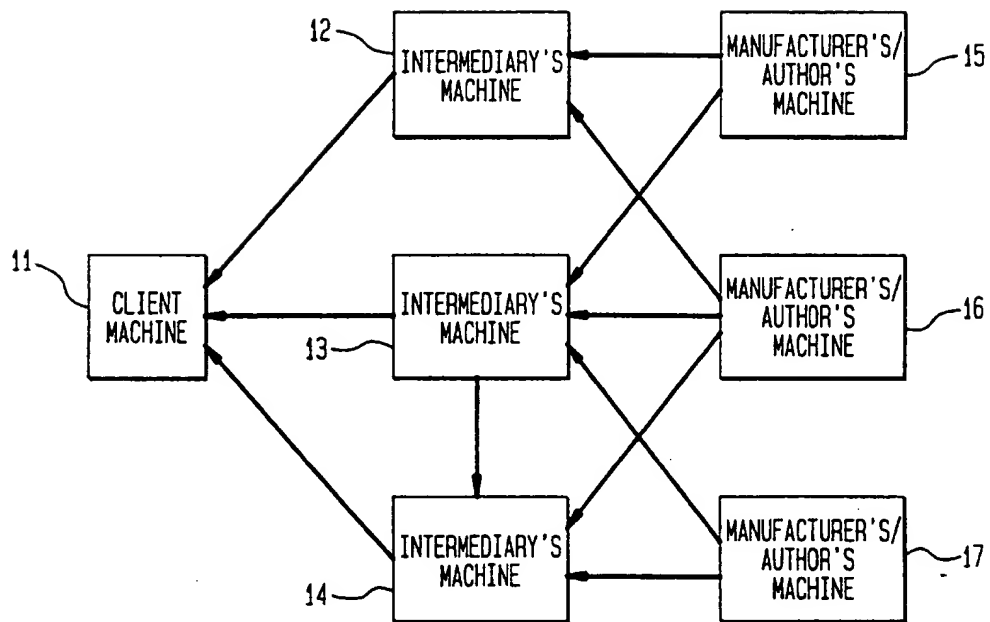 12
INTERMEDIARY'S
MACHINE
MANUFACTURER'S/
AUTHOR'S
MACHINE
15
11
CLIENT
MACHINE
INTERMEDIARY'S
MACHINE
13
MANUFACTURER'S/
AUTHOR'S
MACHINE
16
INTERMEDIARY'S
MACHINE
14
MANUFACTURER'S/
AUTHOR'S
MACHINE
17